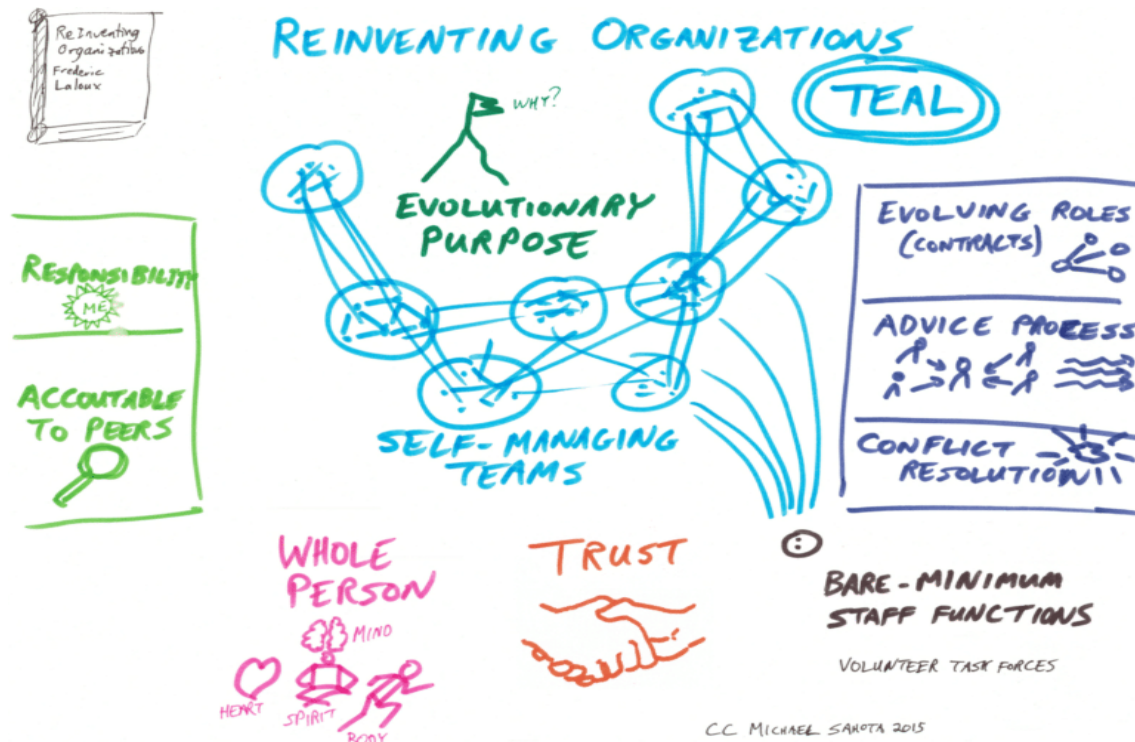 ReInventing
Organizations
Frederic
Laloux
REINVENTING ORGANIZATIONS
TEAL
WHY?
EVOLUTIONARY
PURPOSE
RESPONSIBILITY
ME
ACCOUTABLE
TO PEERS
SELF-MANAGING
TEAMS
EVOLVING ROLES
(CONTRACTS)
ADVICE PROCESS
CONFLICT
RESOLUTION
WHOLE
PERSON
MIND
HEART
SPIRIT
BODY
TRUST
BARE-MINIMUM
STAFF FUNCTIONS
VOLUNTEER TASK FORCES
CC MICHAEL SAHOTA 2015